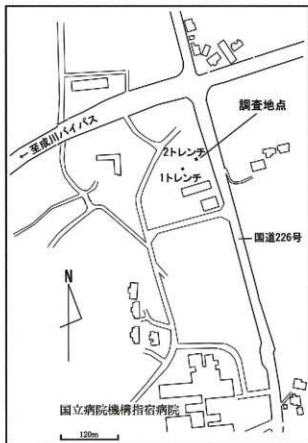 調査地点
←至成川バイパス
2トレンチ
1トレンチ
国道226号
N
国立病院機構指宿病院
120m